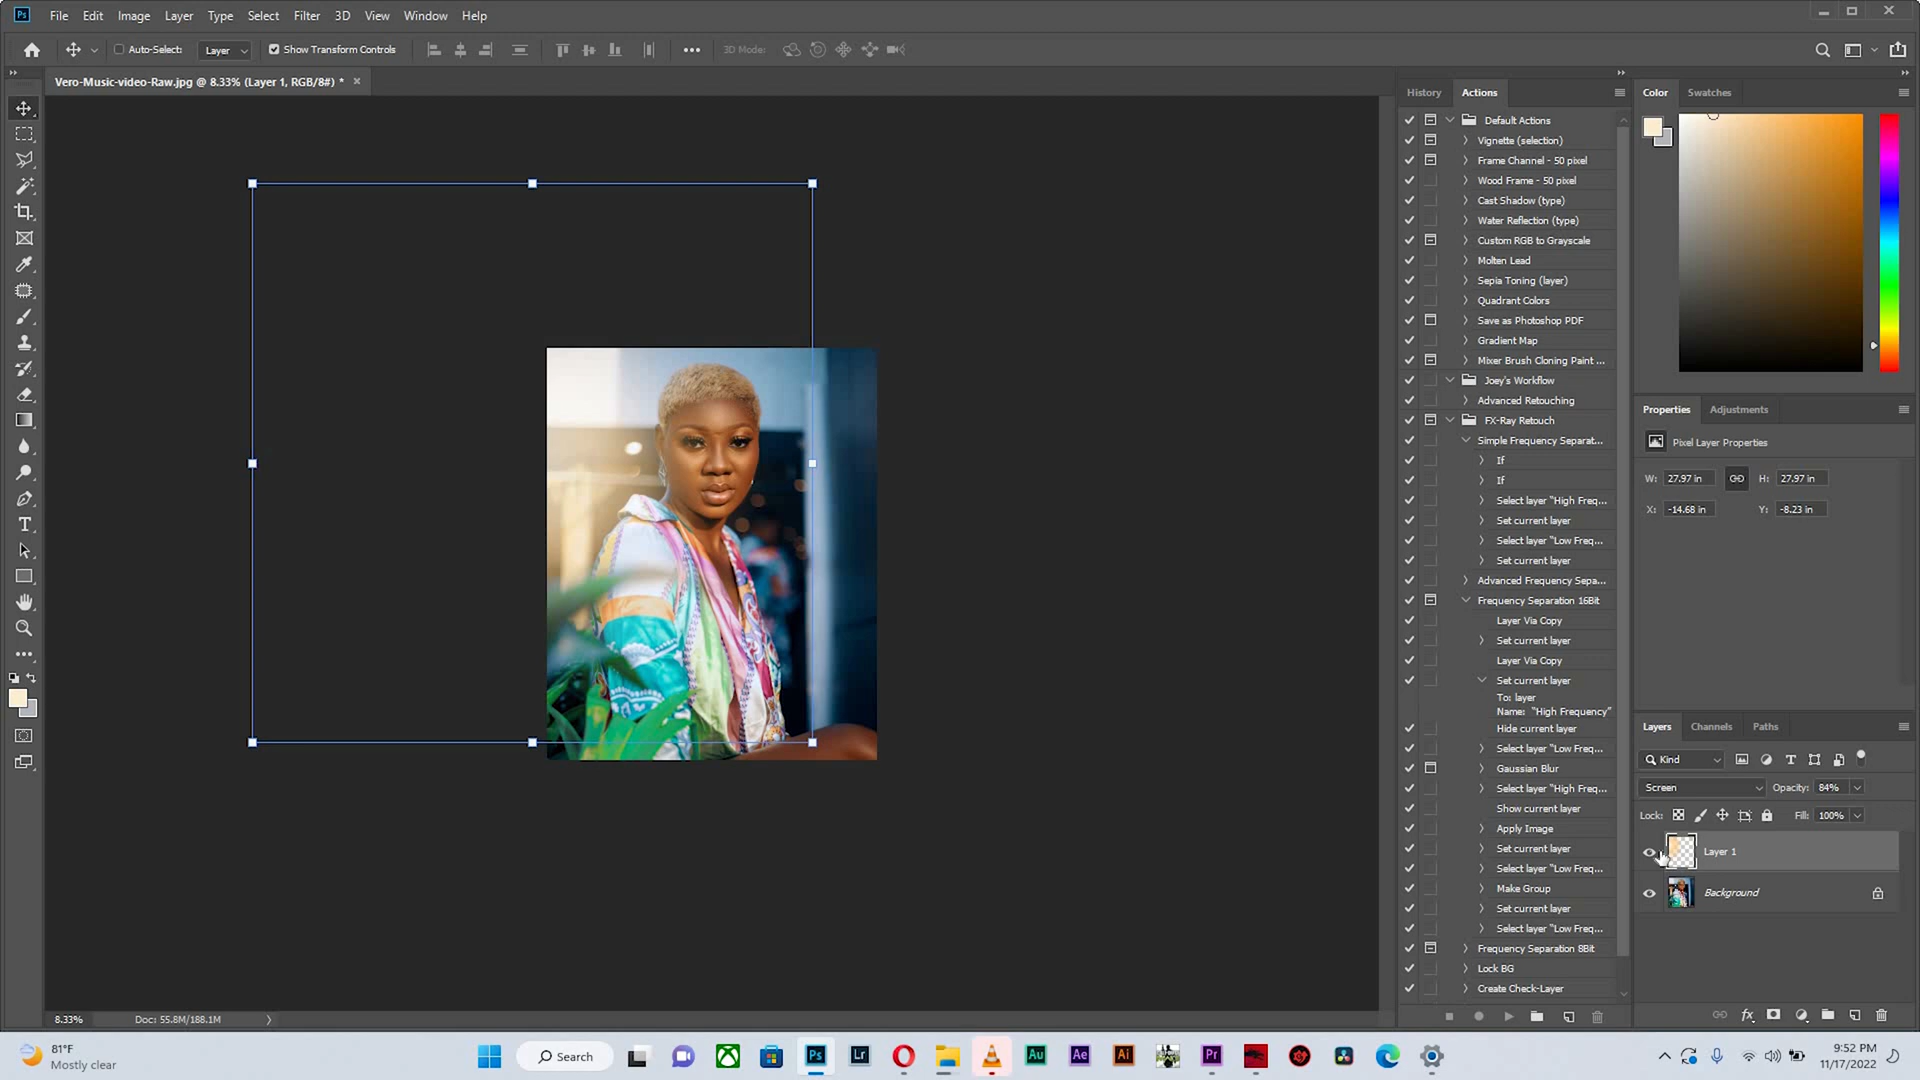 Ps File Edit Image Layer Type Select Filter 3D View Window Help
Auto-Select: Layer Show Transform Controls ••• 3D Mode:
Vero-Music-video-Raw.jpg @ 8.33% (Layer 1, RGB/8#) * ×
History Actions
Default Actions
Vignette (selection)
Frame Channel - 50 pixel
Wood Frame - 50 pixel
Cast Shadow (type)
Water Reflection (type)
Custom RGB to Grayscale
Molten Lead
Sepia Toning (layer)
Quadrant Colors
Save as Photoshop PDF
Gradient Map
Mixer Brush Cloning Paint ...
Joey's Workflow
Advanced Retouching
FX-Ray Retouch
Simple Frequency Separat...
If
If
Select layer "High Freq...
Set current layer
Select layer "Low Freq...
Set current layer
Advanced Frequency Sepa...
Frequency Separation 16Bit
Layer Via Copy
Set current layer
Layer Via Copy
Set current layer
To: layer
Name: "High Frequency"
Hide current layer
Select layer "Low Freq...
Gaussian Blur
Select layer "High Freq...
Show current layer
Apply Image
Set current layer
Select layer "Low Freq...
Make Group
Set current layer
Select layer "Low Freq...
Frequency Separation 8Bit
Lock BG
Create Check-Layer
Color Swatches
Properties Adjustments
Pixel Layer Properties
W: 27.97 in H: 27.97 in
X: -14.68 in Y: -8.23 in
Layers Channels Paths
Kind
Screen Opacity: 84%
Lock: Fill: 100%
Layer 1
Background
8.33% Doc: 55.8M/188.1M
81°F
Mostly clear
Search
Ps Lr Au Ae Ai Pr
9:52 PM
11/17/2022